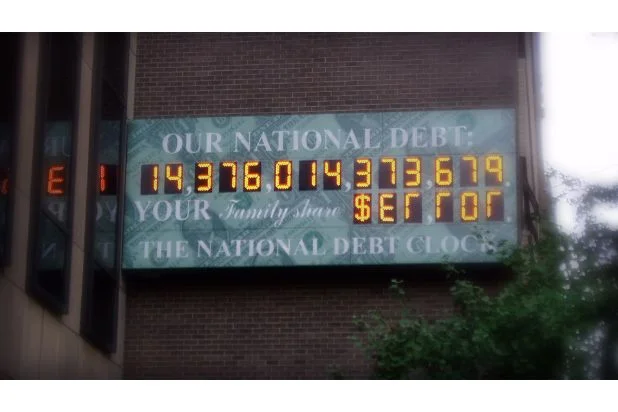 OUR NATIONAL DEBT:
14,376,014,373,679.
YOUR Family share $Error
THE NATIONAL DEBT CLOCK